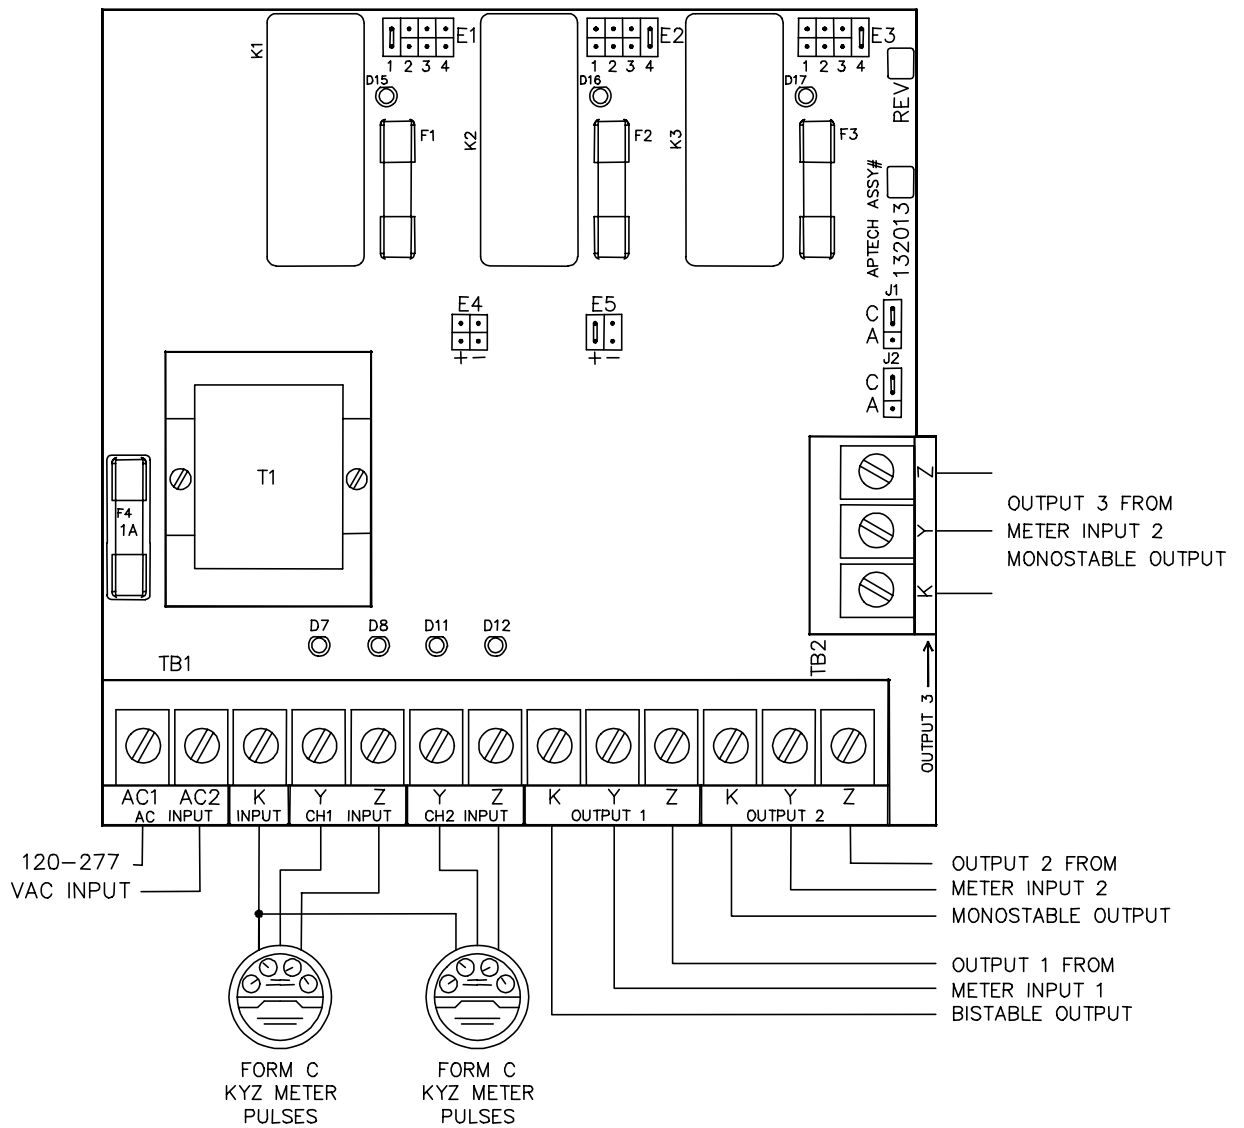 K1
E1
1 2 3 4
D15
F1
K2
E2
1 2 3 4
D16
F2
K3
E3
1 2 3 4
D17
F3
REV
APTECH ASSY#
132013
J1
C
A
J2
C
A
E4
+ −
E5
+ −
T1
F4
1A
Z
Y
K
OUTPUT 3 FROM
METER INPUT 2
MONOSTABLE OUTPUT
D7 D8 D11 D12
TB1
TB2
OUTPUT 3
AC1 AC2 K Y Z Y Z K Y Z K Y Z
AC INPUT INPUT CH1 INPUT CH2 INPUT OUTPUT 1 OUTPUT 2
120−277
VAC INPUT
OUTPUT 2 FROM
METER INPUT 2
MONOSTABLE OUTPUT
OUTPUT 1 FROM
METER INPUT 1
BISTABLE OUTPUT
FORM C
KYZ METER
PULSES
FORM C
KYZ METER
PULSES